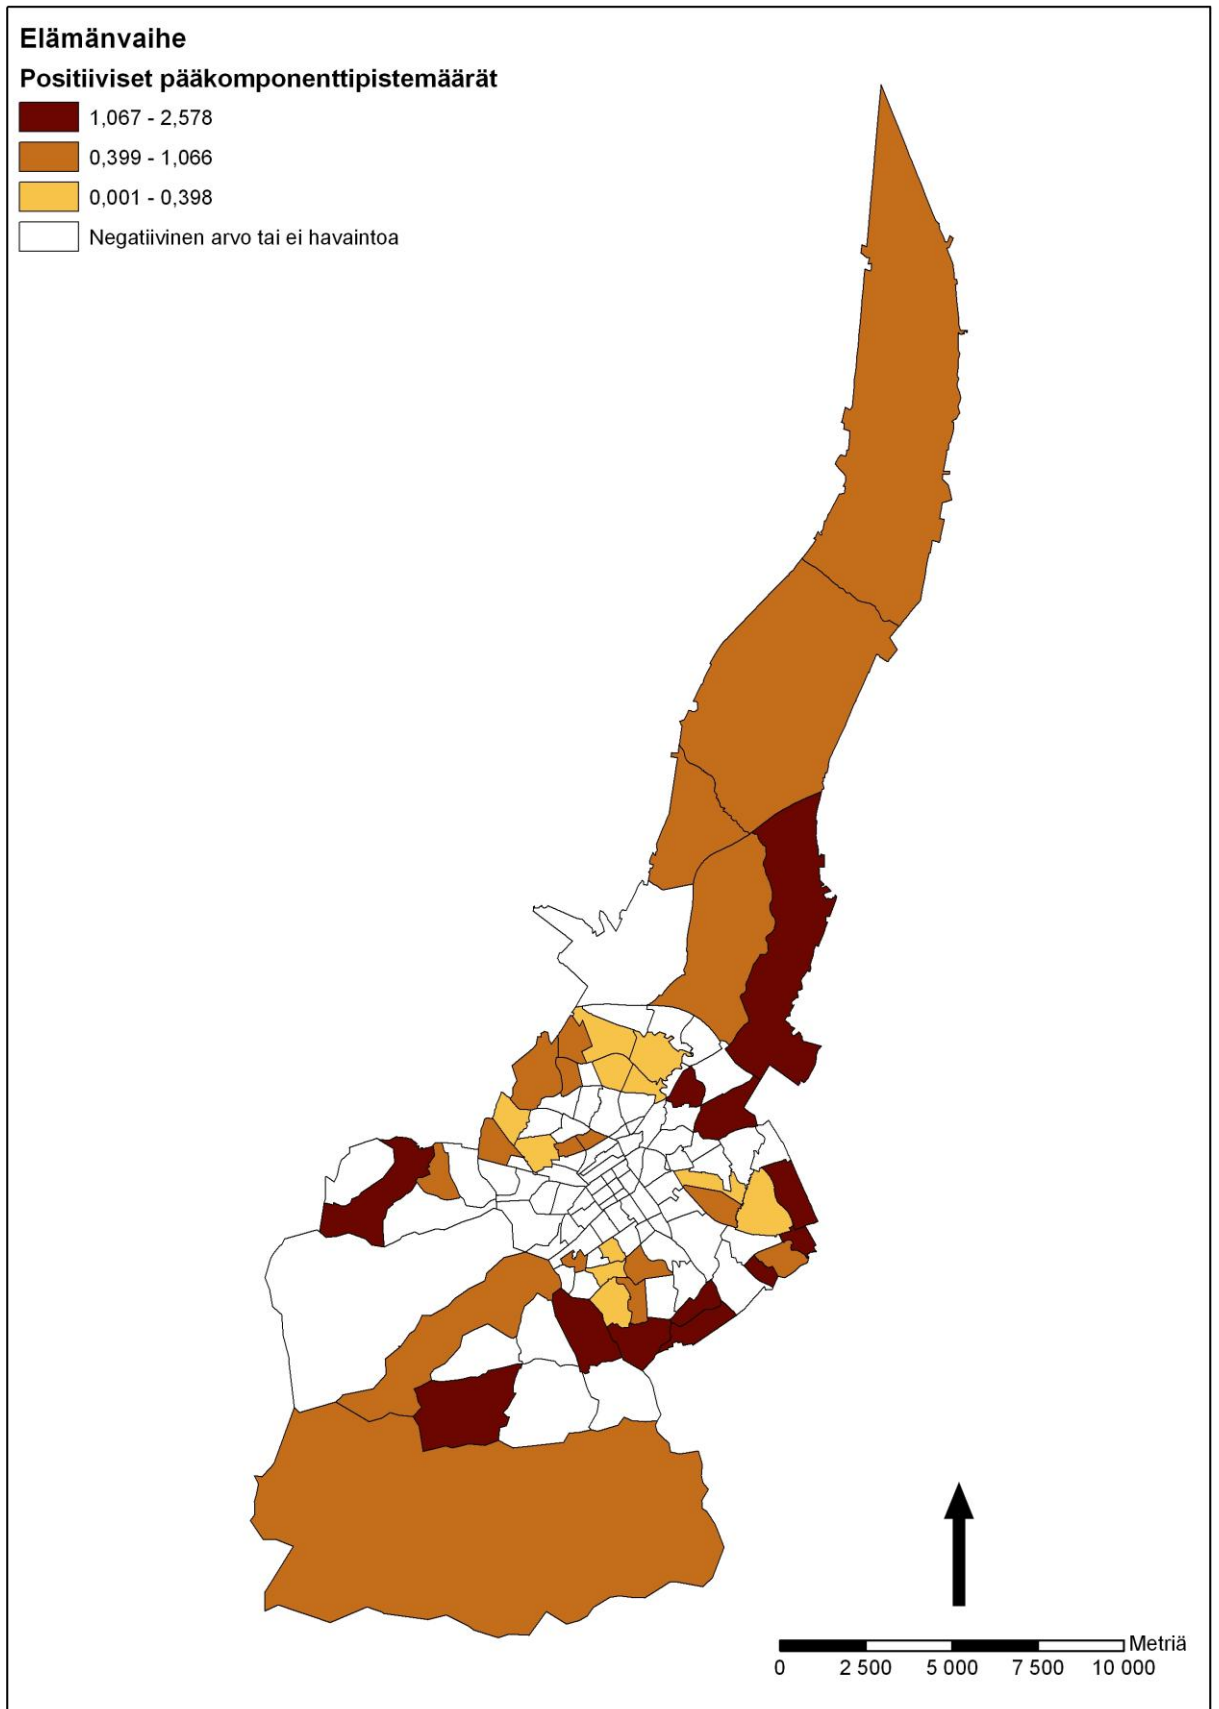 Elämänvaihe
Positiiviset pääkomponenttipistemäärät
1,067 - 2,578
0,399 - 1,066
0,001 - 0,398
Negatiivinen arvo tai ei havaintoa
Metriä
0 2 500 5 000 7 500 10 000